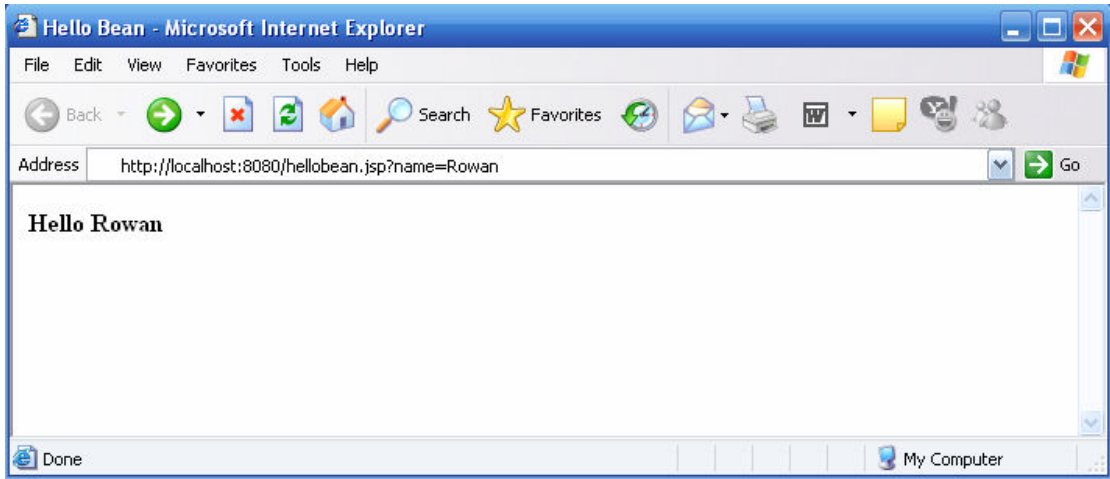 Hello Bean - Microsoft Internet Explorer
File Edit View Favorites Tools Help
Back Search Favorites
Address http://localhost:8080/hellobean.jsp?name=Rowan Go
Hello Rowan
Done My Computer